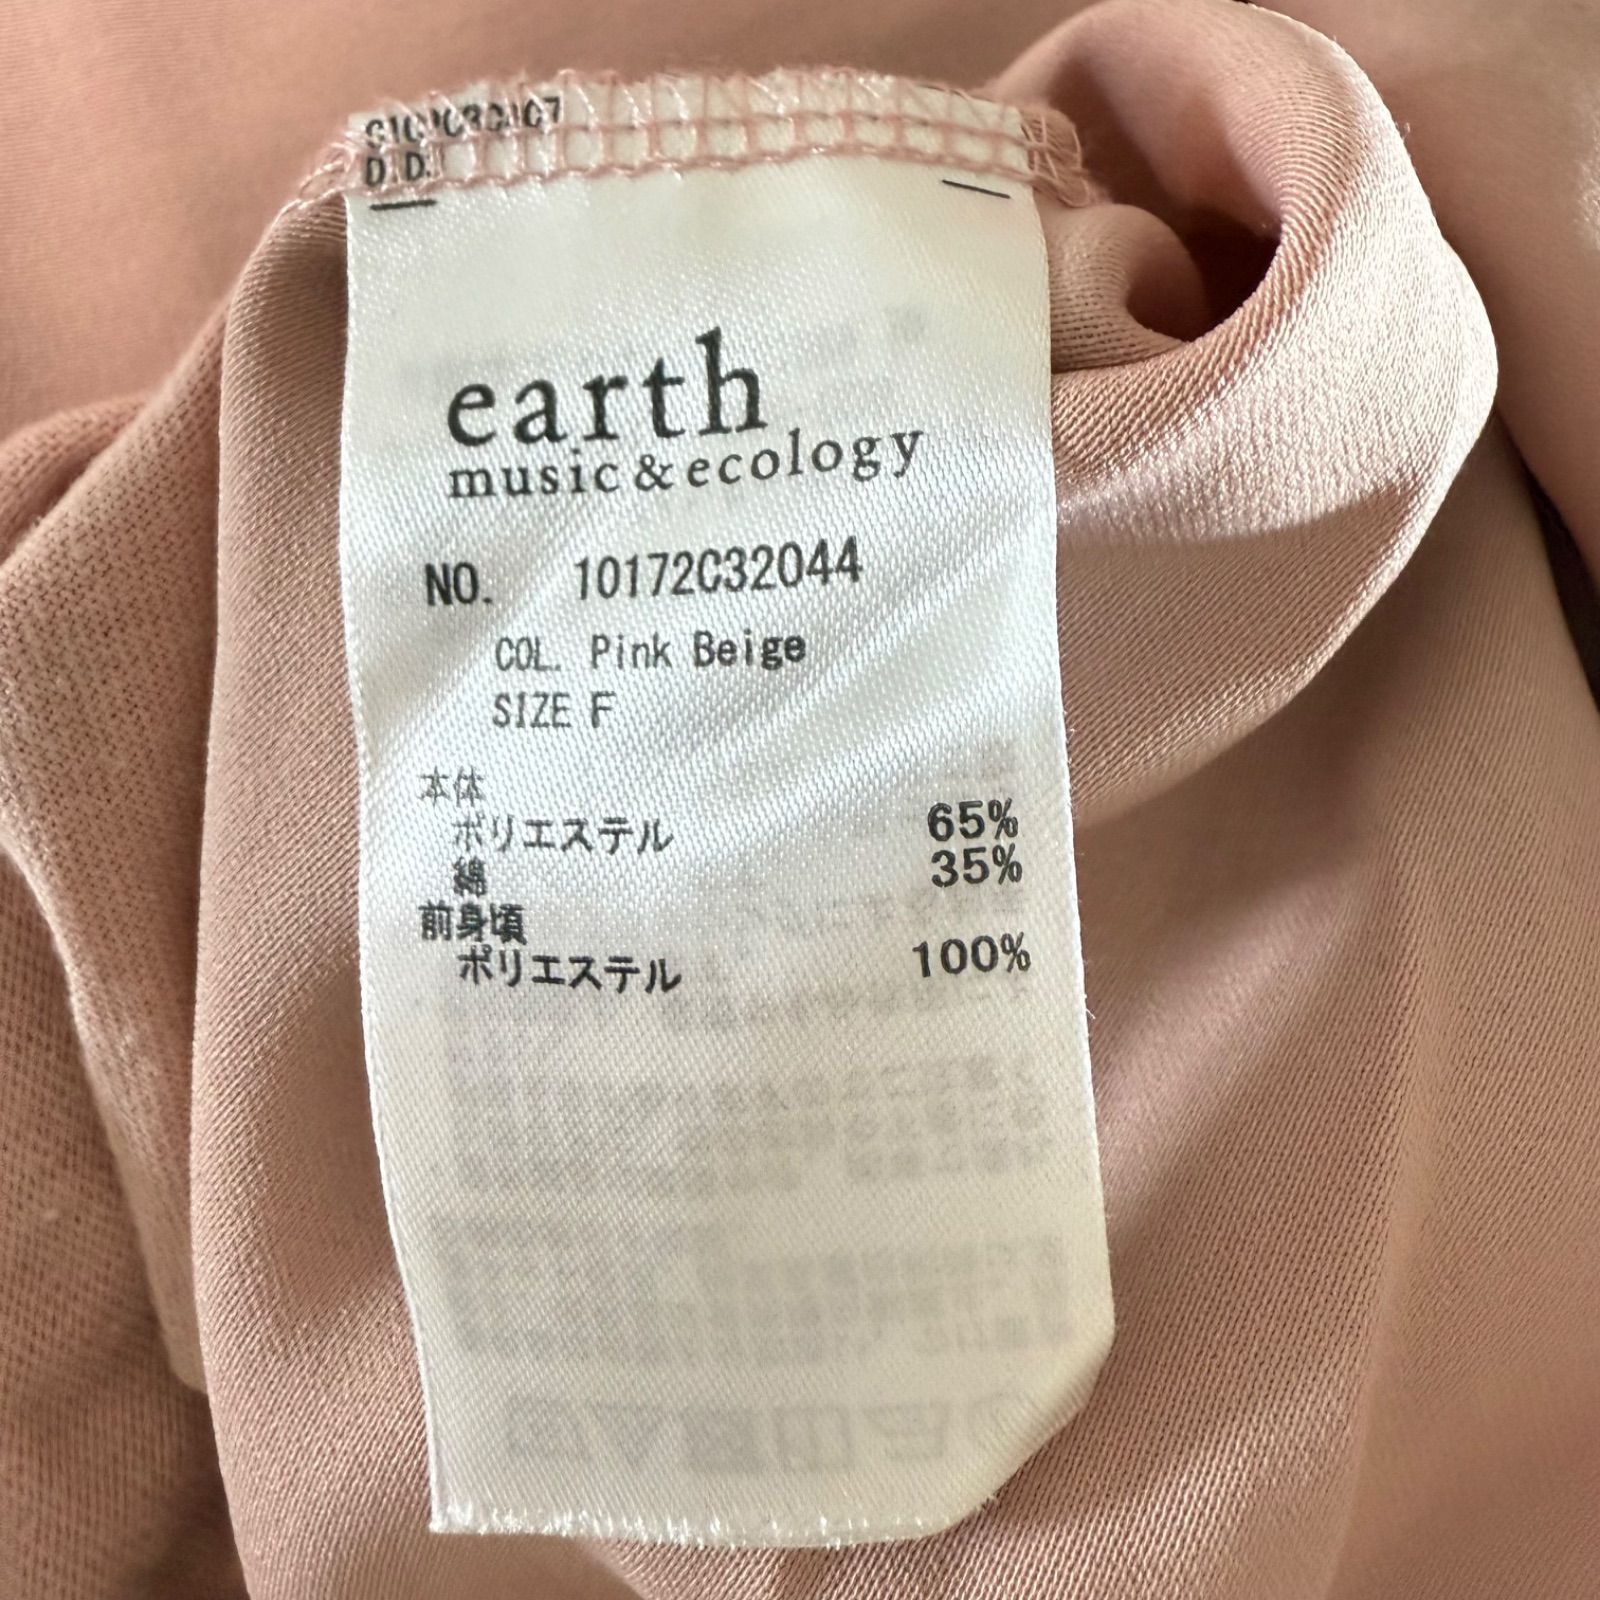 D.D.
earth
music&ecology
NO. 10172C32044
COL. Pink Beige
SIZE F
本体
ポリエステル 65%
綿 35%
前身頃
ポリエステル 100%